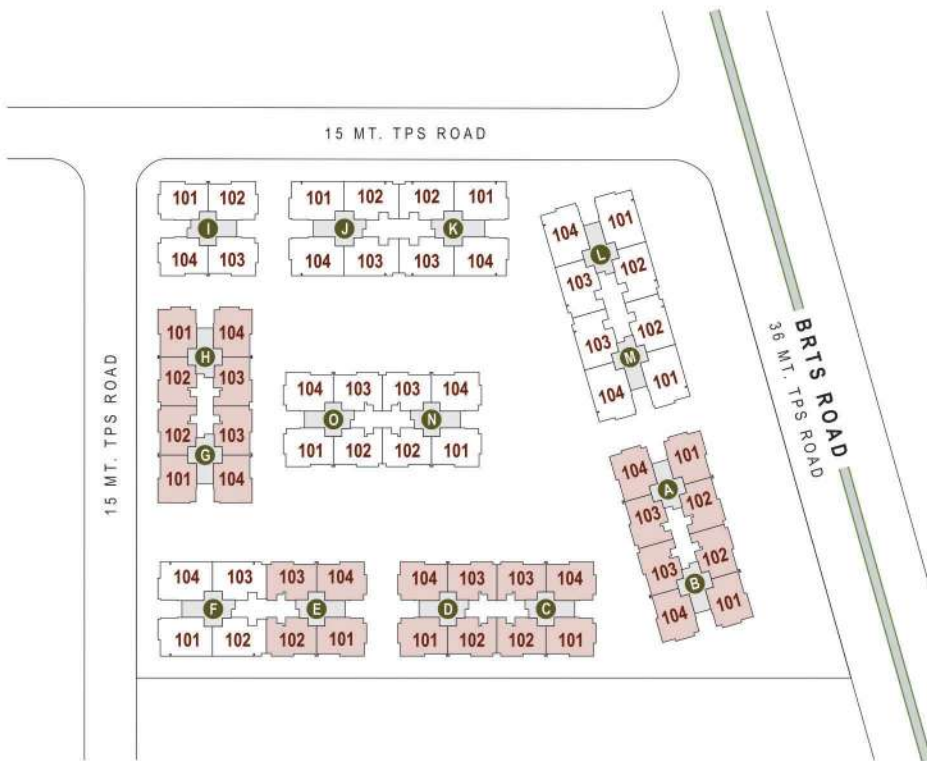 15 MT. TPS ROAD
101 102
I
104 103
101 102 102 101
J K
104 103 103 104
104 101
L
103 102
103 102
M
104 101
BRTS ROAD
36 MT. TPS ROAD
15 MT. TPS ROAD
101 104
H
102 103
102 103
G
101 104
104 103 103 104
O N
101 102 102 101
104 101
A
103 102
103 102
B
104 101
104 103 103 104
F E
101 102 102 101
104 103 103 104
D C
101 102 102 101